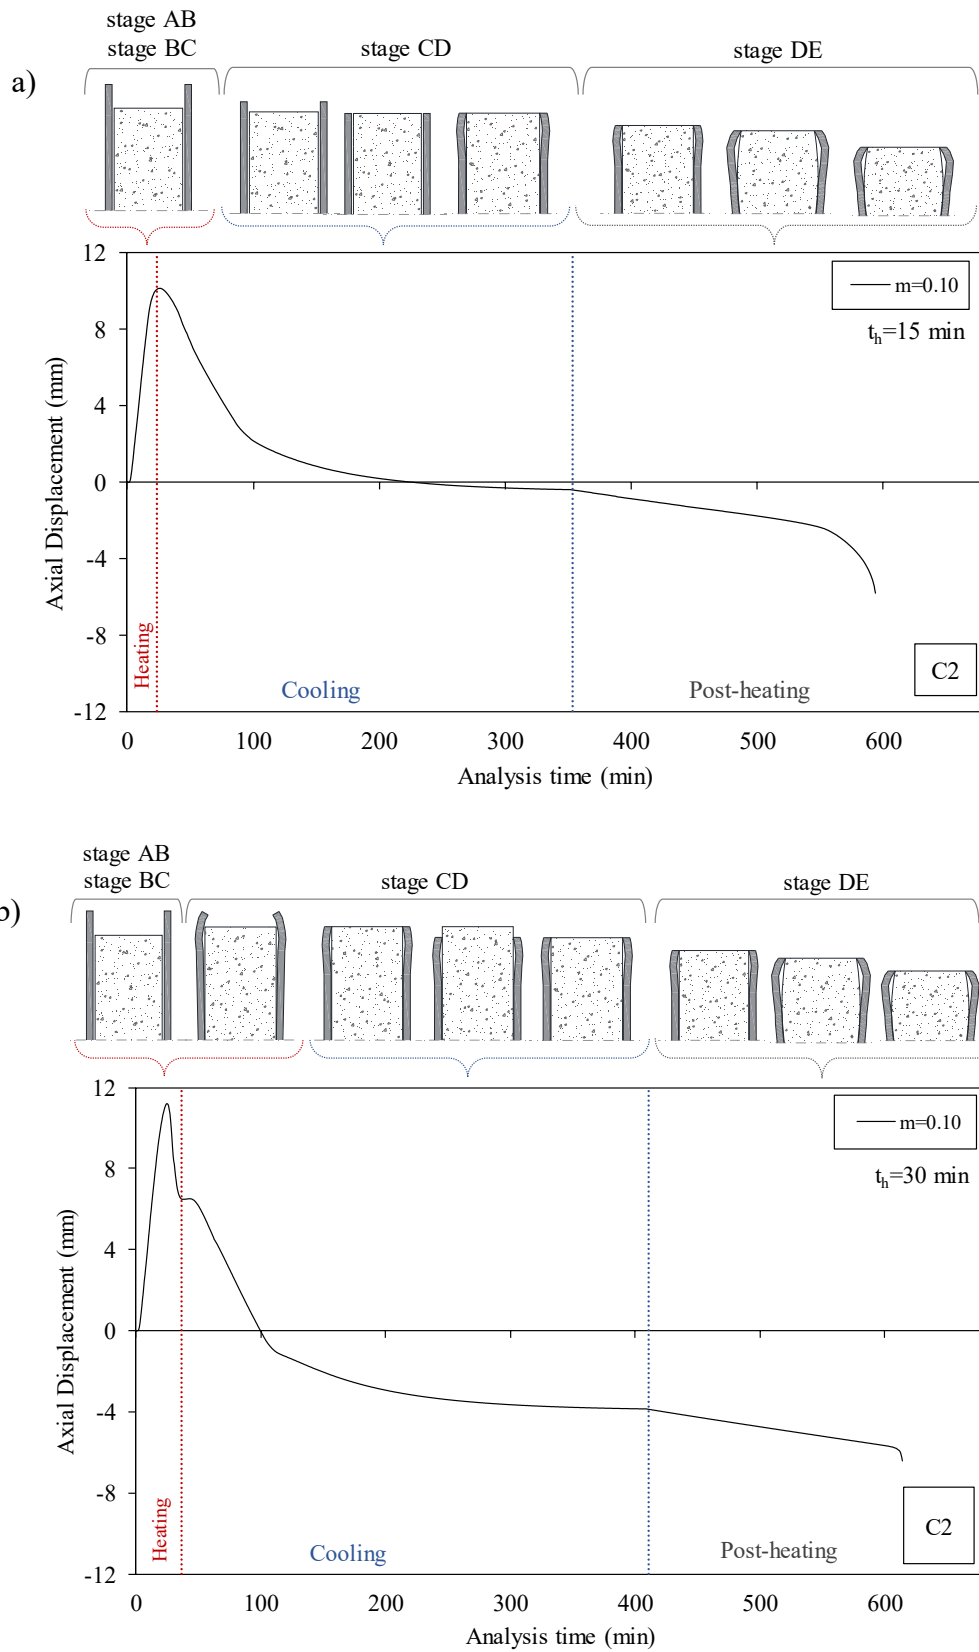 stage AB
stage BC
stage CD
stage DE
a)
12
8
4
0
-4
-8
-12
Axial Displacement (mm)
m=0.10
t_h=15 min
Heating
Cooling
Post-heating
C2
0 100 200 300 400 500 600
Analysis time (min)
stage AB
stage BC
stage CD
stage DE
b)
12
8
4
0
-4
-8
-12
Axial Displacement (mm)
m=0.10
t_h=30 min
Heating
Cooling
Post-heating
C2
0 100 200 300 400 500 600
Analysis time (min)